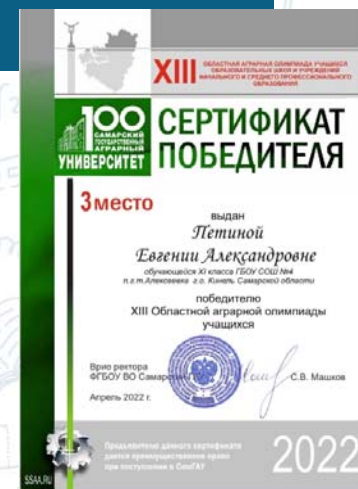 XIII
ОБЛАСТНАЯ АГРАРНАЯ ОЛИМПИАДА УЧАЩИХСЯ
ОБРАЗОВАТЕЛЬНЫХ ШКОЛ И УЧРЕЖДЕНИЙ
НАЧАЛЬНОГО И СРЕДНЕГО ПРОФЕССИОНАЛЬНОГО
ОБРАЗОВАНИЯ
100
САМАРСКИЙ
ГОСУДАРСТВЕННЫЙ
АГРАРНЫЙ
УНИВЕРСИТЕТ
СЕРТИФИКАТ
ПОБЕДИТЕЛЯ
3 место
выдан
Петиной
Евгении Александровне
обучающейся XI класса ГБОУ СОШ №4
п.г.т.Алексеевка г.о. Кинель Самарской области
победителю
XIII Областной аграрной олимпиады
учащихся
Врио ректора
ФГБОУ ВО Самарский
С.В. Машков
Апрель 2022 г.
Предъявителю данного сертификата
дается преимущественное право
при поступлении в СамГАУ
2022
SSAA.RU